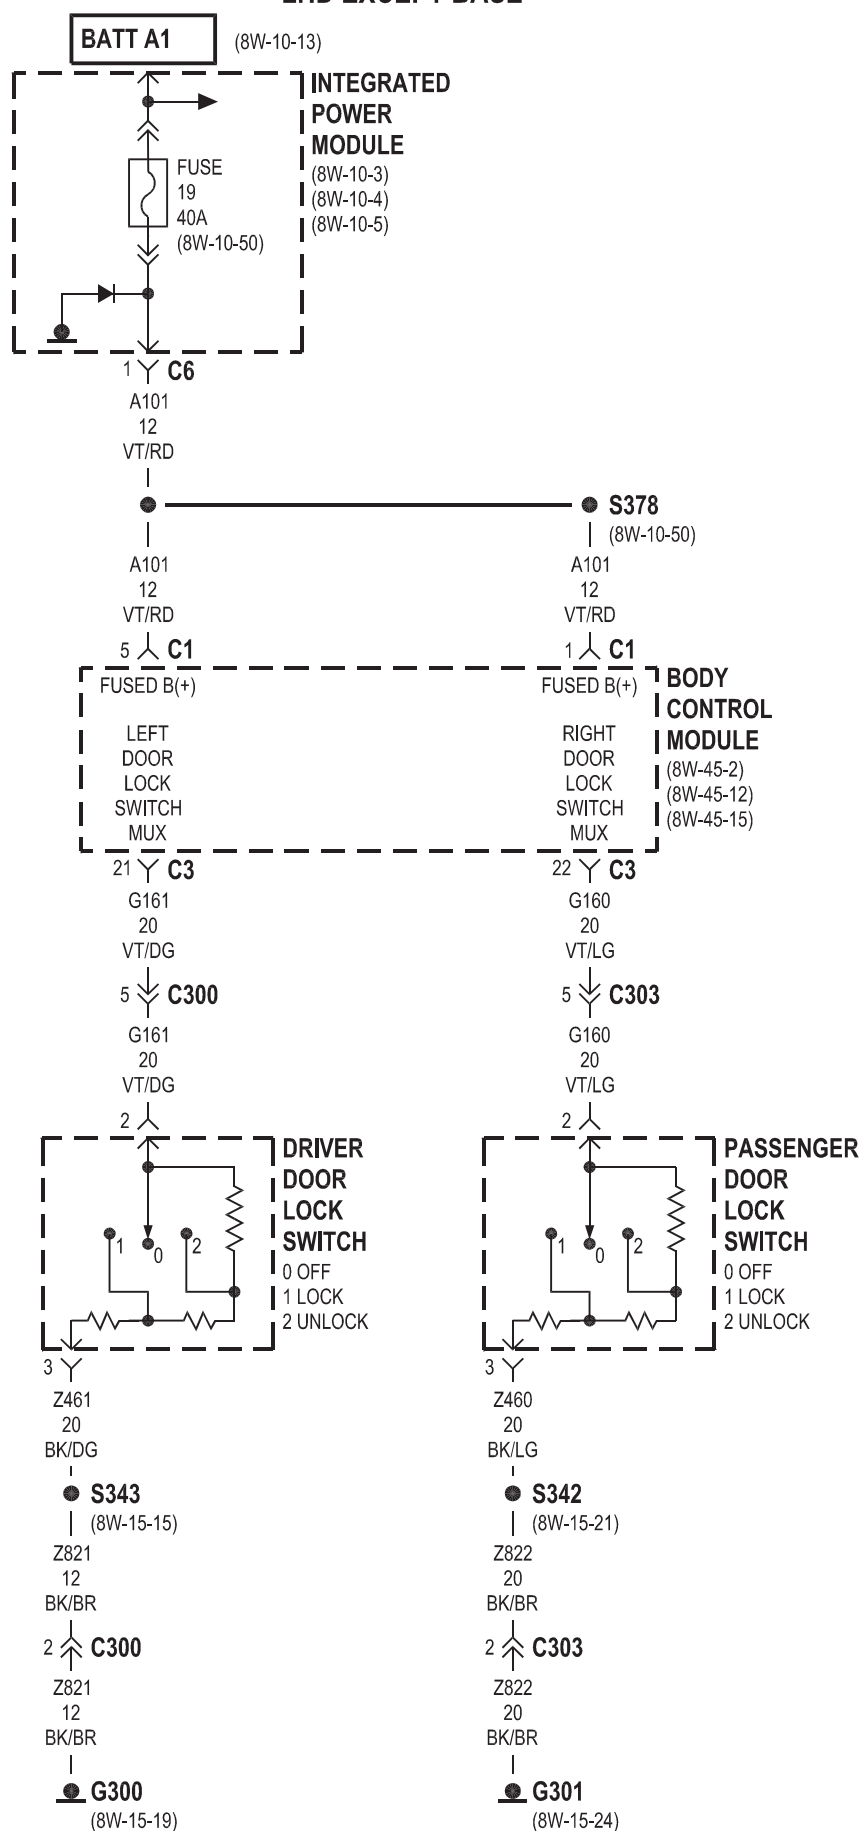 BATT A1
(8W-10-13)
INTEGRATED
POWER
MODULE
(8W-10-3)
(8W-10-4)
(8W-10-5)
FUSE
19
40A
(8W-10-50)
1
C6
A101
12
VT/RD
S378
(8W-10-50)
A101
12
VT/RD
A101
12
VT/RD
5
C1
1
C1
FUSED B(+)
LEFT
DOOR
LOCK
SWITCH
MUX
FUSED B(+)
RIGHT
DOOR
LOCK
SWITCH
MUX
BODY
CONTROL
MODULE
(8W-45-2)
(8W-45-12)
(8W-45-15)
21
C3
G161
20
VT/DG
22
C3
G160
20
VT/LG
5
C300
G161
20
VT/DG
2
5
C303
G160
20
VT/LG
2
1
0
2
DRIVER
DOOR
LOCK
SWITCH
0 OFF
1 LOCK
2 UNLOCK
1
0
2
PASSENGER
DOOR
LOCK
SWITCH
0 OFF
1 LOCK
2 UNLOCK
3
Z461
20
BK/DG
S343
(8W-15-15)
Z821
12
BK/BR
2
C300
Z821
12
BK/BR
G300
(8W-15-19)
3
Z460
20
BK/LG
S342
(8W-15-21)
Z822
20
BK/BR
2
C303
Z822
20
BK/BR
G301
(8W-15-24)